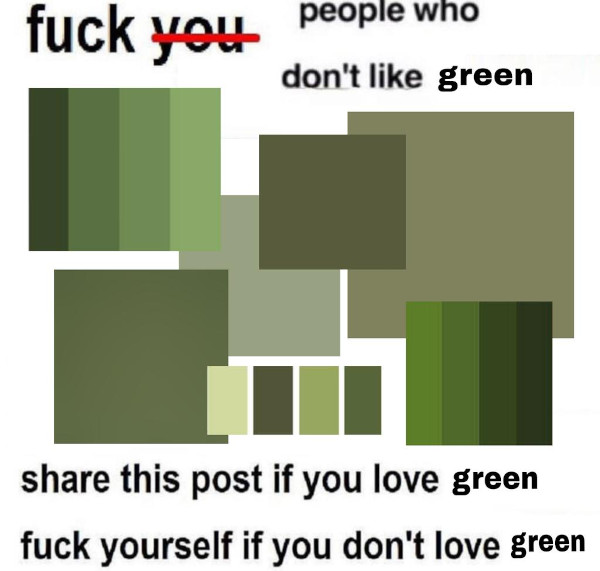 fuck you people who
don't like green
share this post if you love green
fuck yourself if you don't love green